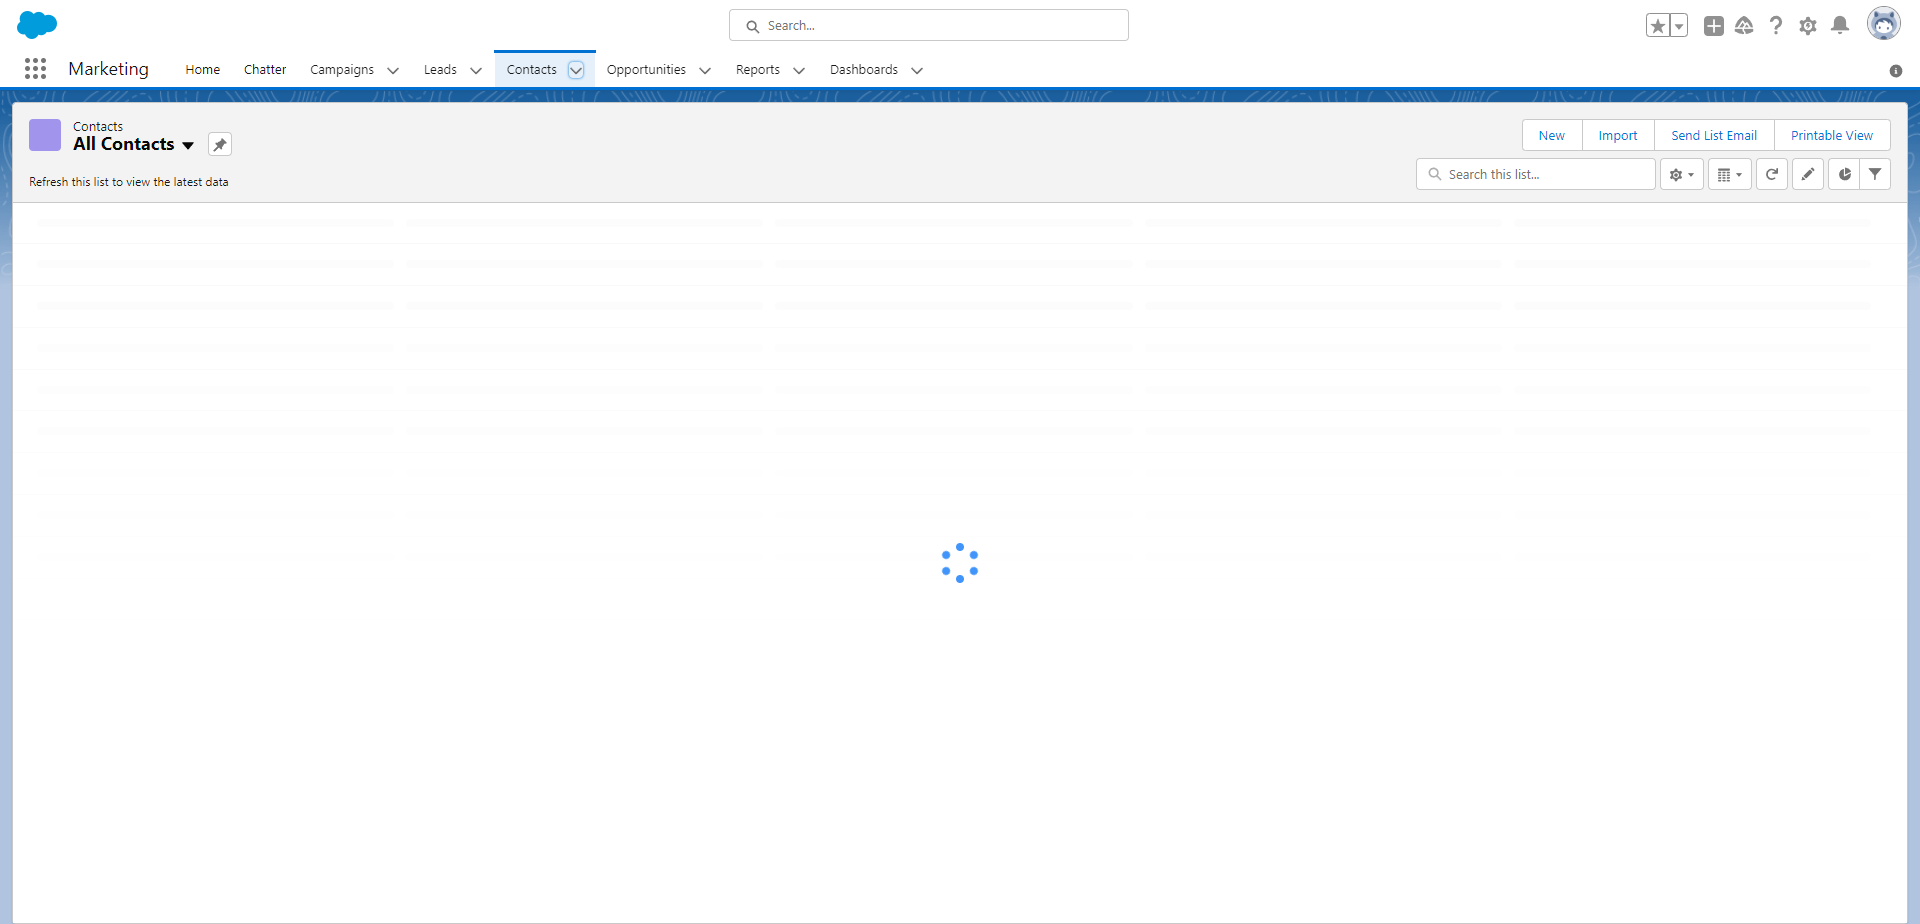 Search...
Marketing
Home
Chatter
Campaigns
Leads
Contacts
Opportunities
Reports
Dashboards
Contacts
All Contacts
New
Import
Send List Email
Printable View
Refresh this list to view the latest data
Search this list...